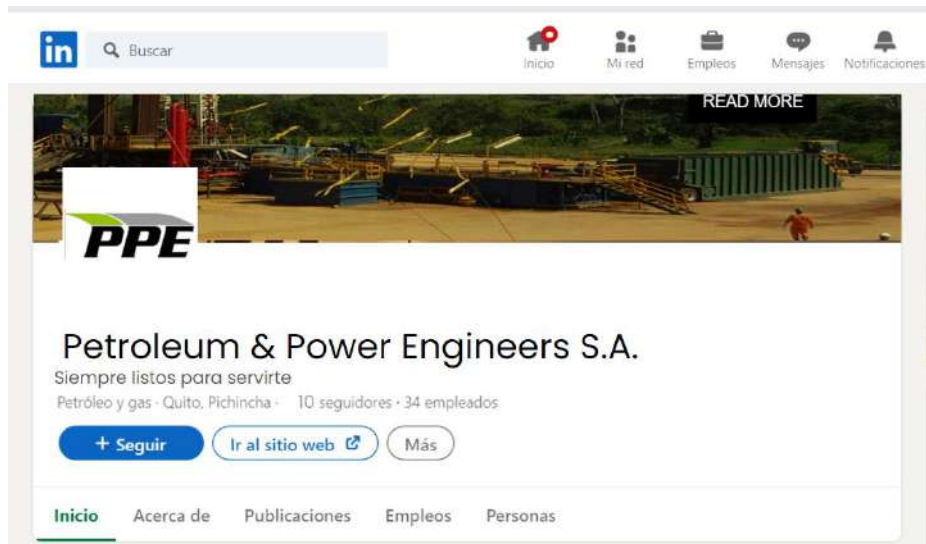 in
Buscar
Inicio
Mi red
Empleos
Mensajes
Notificaciones
READ MORE
PPE
Petroleum & Power Engineers S.A.
Siempre listos para servirte
Petróleo y gas · Quito, Pichincha · 10 seguidores · 34 empleados
+ Seguir
Ir al sitio web
Más
Inicio
Acerca de
Publicaciones
Empleos
Personas